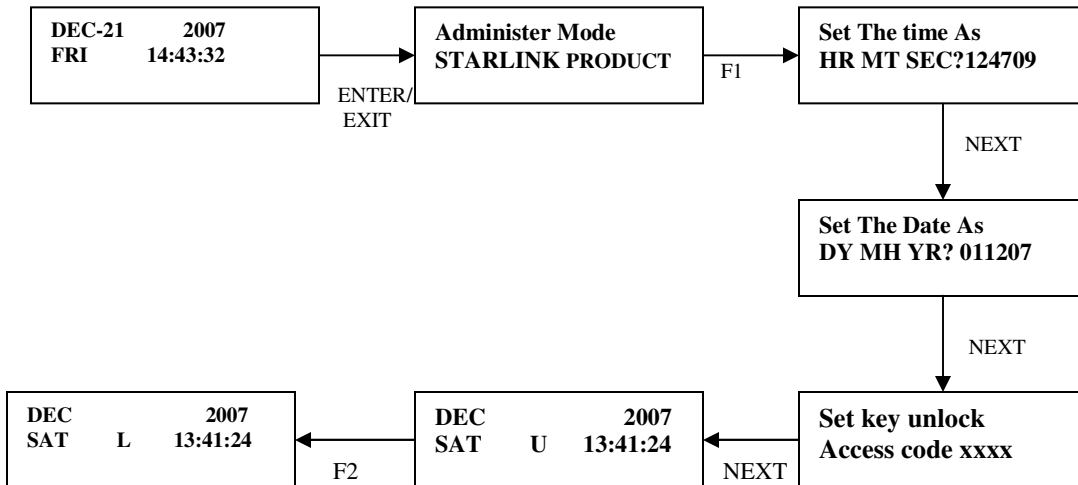 DEC-21 2007
FRI 14:43:32
ENTER/
EXIT
Administer Mode
STARLINK PRODUCT
F1
Set The time As
HR MT SEC?124709
NEXT
Set The Date As
DY MH YR? 011207
NEXT
Set key unlock
Access code xxxx
NEXT
DEC 2007
SAT U 13:41:24
F2
DEC 2007
SAT L 13:41:24